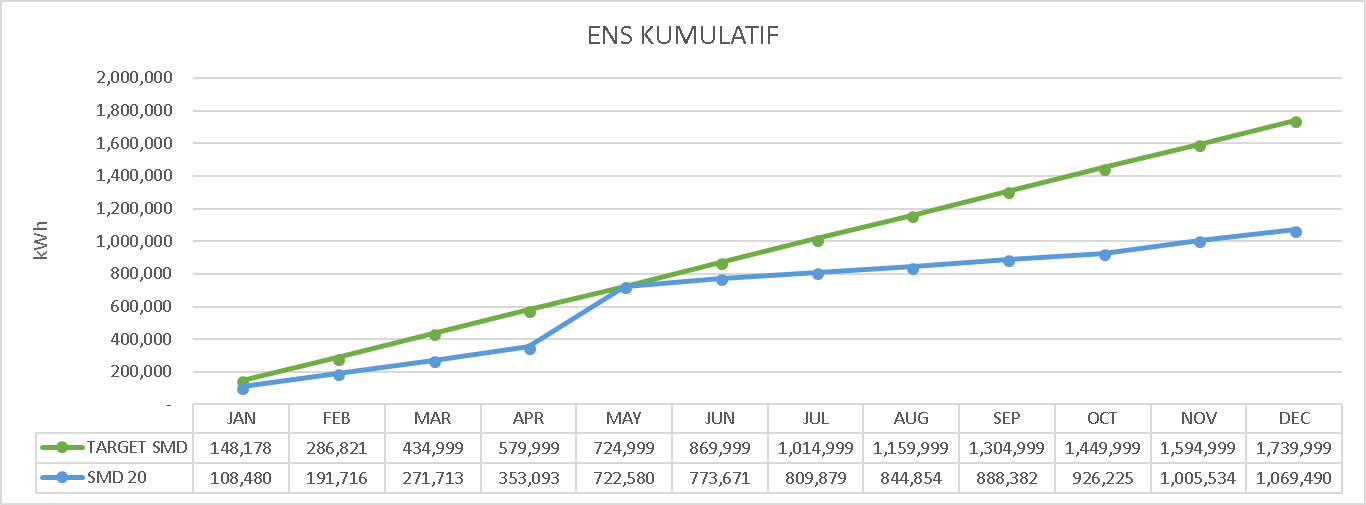 ENS KUMULATIF
2,000,000
1,800,000
1,600,000
1,400,000
1,200,000
1,000,000
800,000
600,000
400,000
200,000
-
kWh
JAN FEB MAR APR MAY JUN JUL AUG SEP OCT NOV DEC
TARGET SMD 148,178 286,821 434,999 579,999 724,999 869,999 1,014,999 1,159,999 1,304,999 1,449,999 1,594,999 1,739,999
SMD 20 108,480 191,716 271,713 353,093 722,580 773,671 809,879 844,854 888,382 926,225 1,005,534 1,069,490